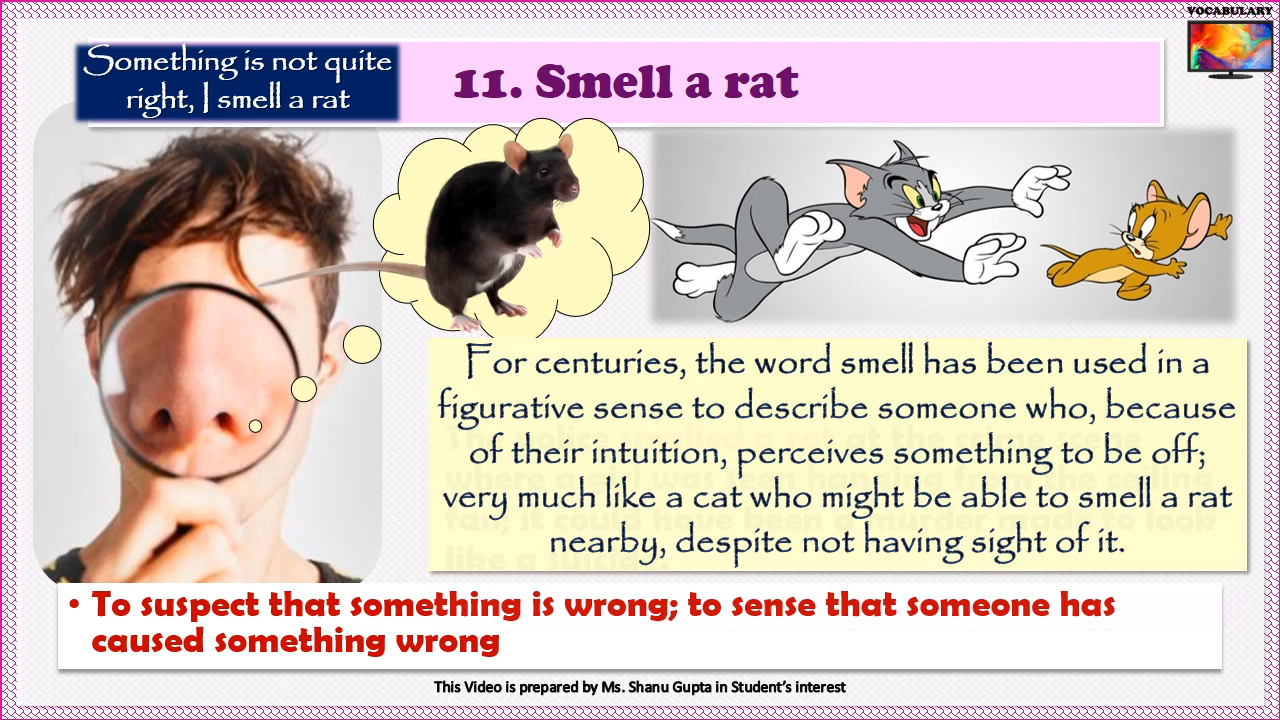 VOCABULARY
Something is not quite
right, I smell a rat
11. Smell a rat
For centuries, the word smell has been used in a
figurative sense to describe someone who, because
of their intuition, perceives something to be off;
very much like a cat who might be able to smell a rat
nearby, despite not having sight of it.
• To suspect that something is wrong; to sense that someone has
caused something wrong
This Video is prepared by Ms. Shanu Gupta in Student's interest